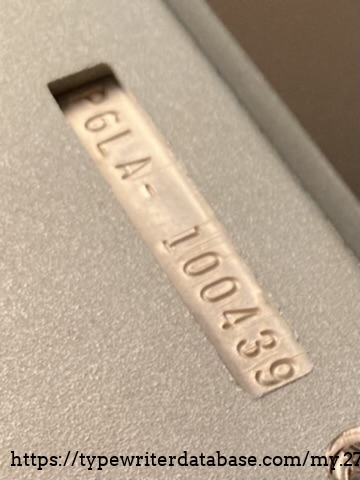 P6LA- 100439
https://typewriterdatabase.com/my.27